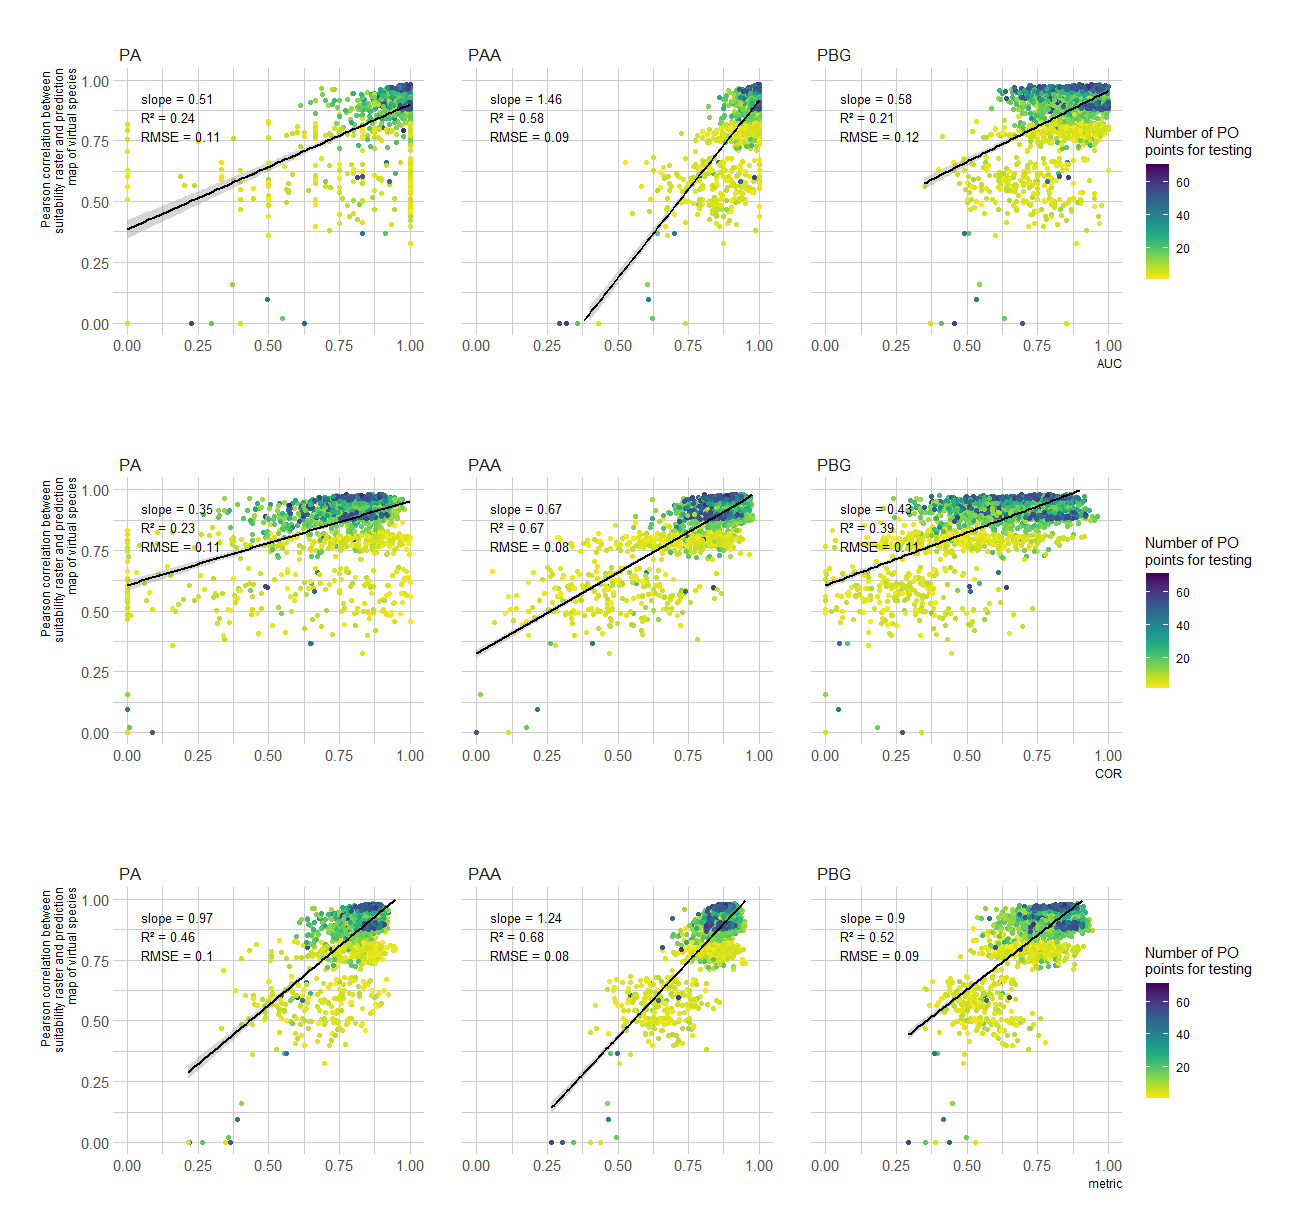 PA
PAA
PBG
Pearson correlation between
suitability raster and prediction
map of virtual species
1.00
0.75
0.50
0.25
0.00
slope = 0.51
R² = 0.24
RMSE = 0.11
slope = 1.46
R² = 0.58
RMSE = 0.09
slope = 0.58
R² = 0.21
RMSE = 0.12
0.00 0.25 0.50 0.75 1.00
0.00 0.25 0.50 0.75 1.00
0.00 0.25 0.50 0.75 1.00
AUC
Number of PO
points for testing
60
40
20
PA
PAA
PBG
Pearson correlation between
suitability raster and prediction
map of virtual species
1.00
0.75
0.50
0.25
0.00
slope = 0.35
R² = 0.23
RMSE = 0.11
slope = 0.67
R² = 0.67
RMSE = 0.08
slope = 0.43
R² = 0.39
RMSE = 0.11
0.00 0.25 0.50 0.75 1.00
0.00 0.25 0.50 0.75 1.00
0.00 0.25 0.50 0.75 1.00
COR
Number of PO
points for testing
60
40
20
PA
PAA
PBG
Pearson correlation between
suitability raster and prediction
map of virtual species
1.00
0.75
0.50
0.25
0.00
slope = 0.97
R² = 0.46
RMSE = 0.1
slope = 1.24
R² = 0.68
RMSE = 0.08
slope = 0.9
R² = 0.52
RMSE = 0.09
0.00 0.25 0.50 0.75 1.00
0.00 0.25 0.50 0.75 1.00
0.00 0.25 0.50 0.75 1.00
metric
Number of PO
points for testing
60
40
20